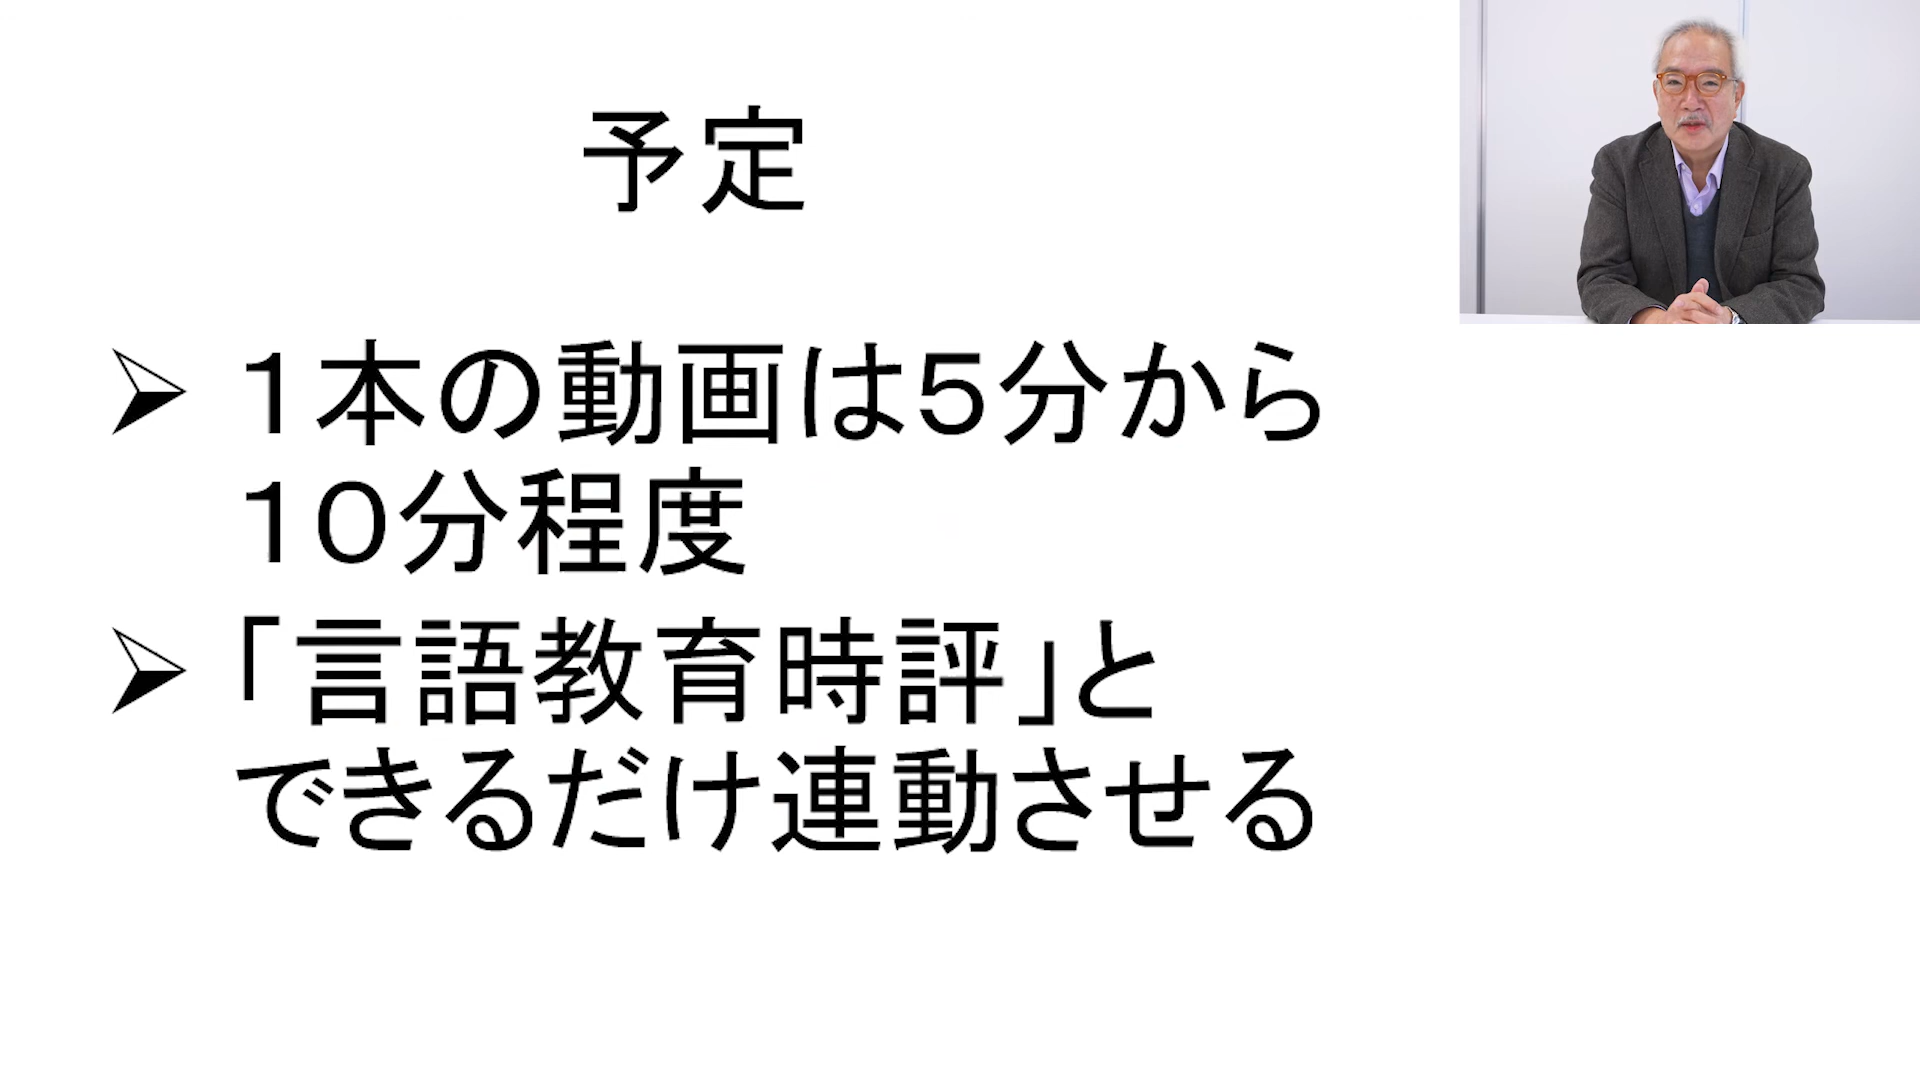 予定
➢ １本の動画は５分から
１０分程度
➢ ｢言語教育時評｣と
できるだけ連動させる